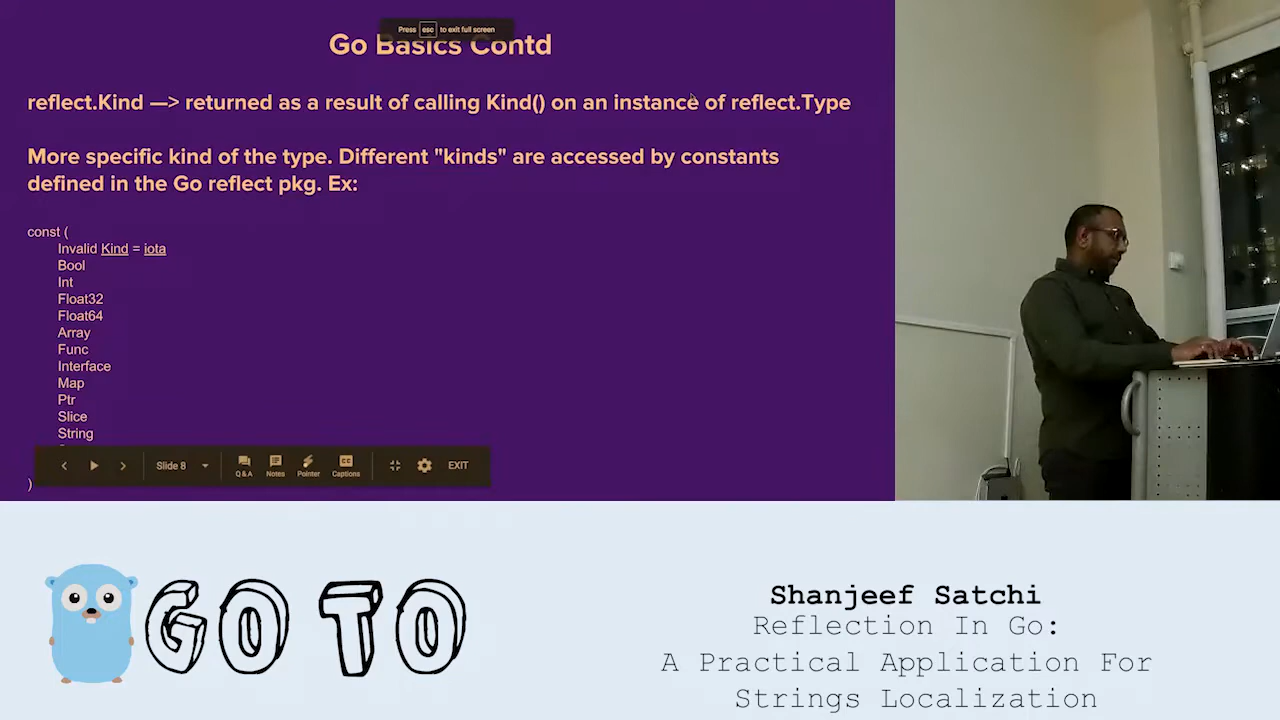 Press esc to exit full screen
Go Basics Contd
reflect.Kind —> returned as a result of calling Kind() on an instance of reflect.Type
More specific kind of the type. Different "kinds" are accessed by constants
defined in the Go reflect pkg. Ex:
const (
Invalid Kind = iota
Bool
Int
Float32
Float64
Array
Func
Interface
Map
Ptr
Slice
String
)
Slide 8
Q&A
Notes
Pointer
CC
Captions
EXIT
GO TO
Shanjeef Satchi
Reflection In Go:
A Practical Application For
Strings Localization